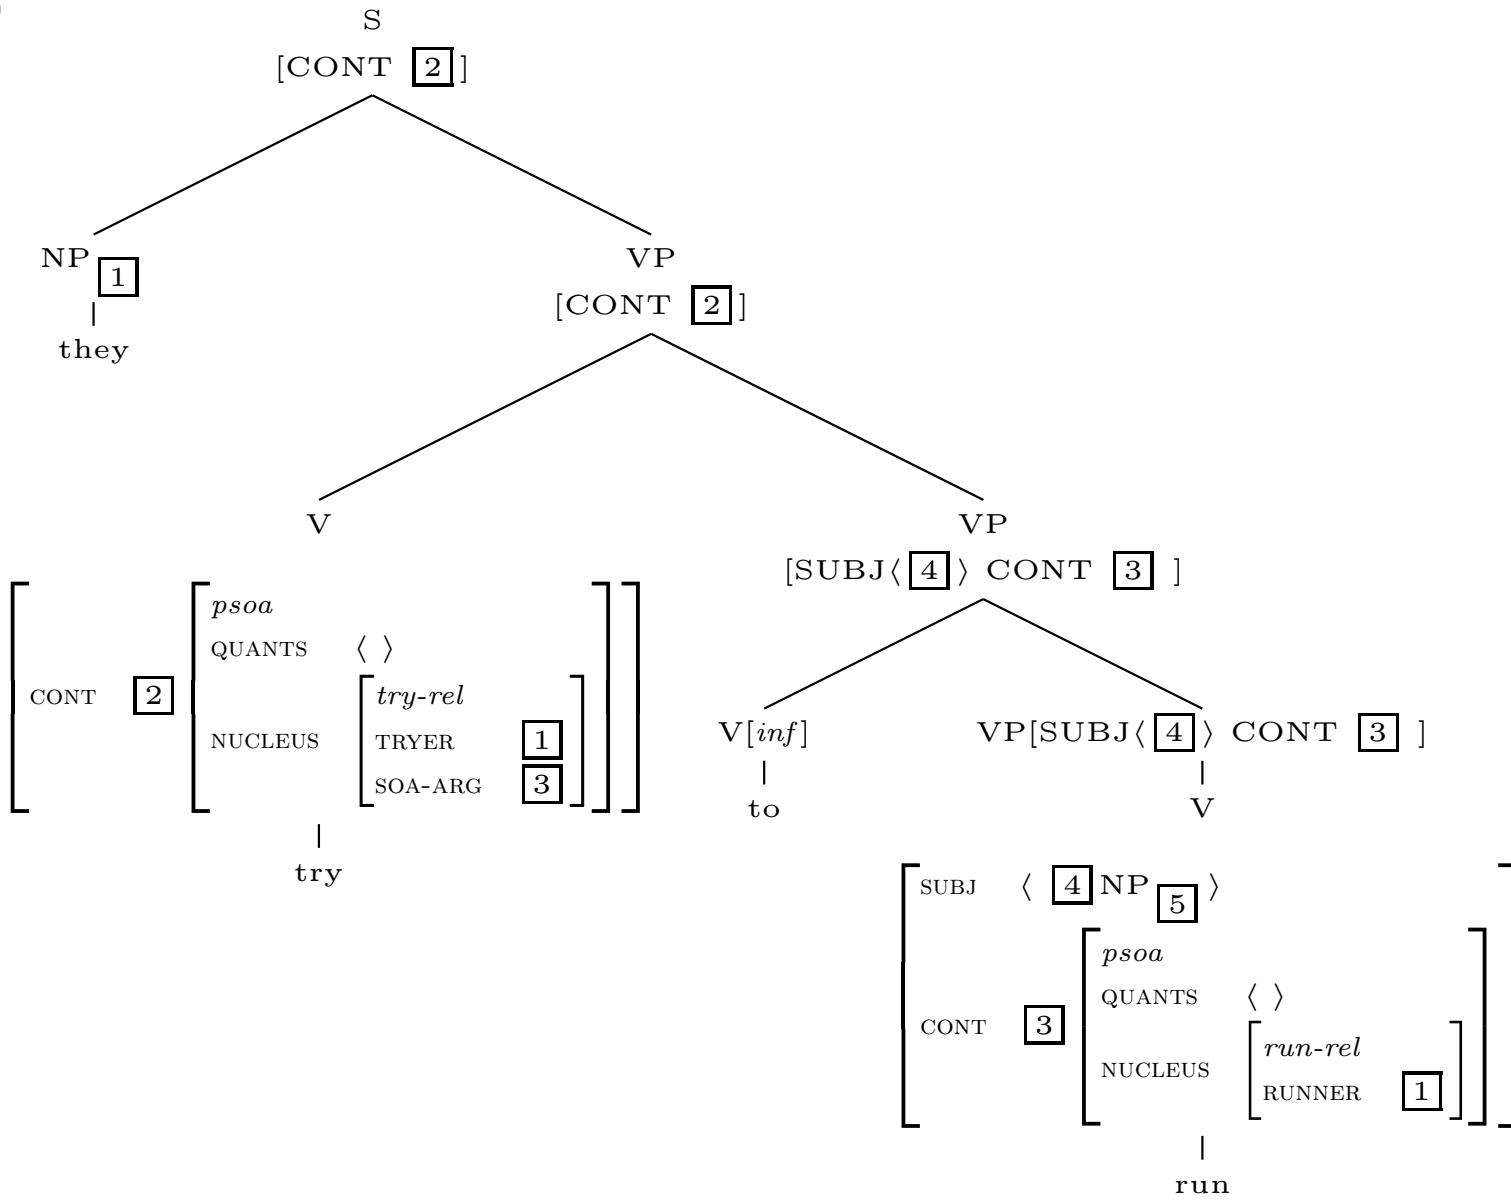 S
[CONT 2]
NP 1
VP
[CONT 2]
they
V
VP
[SUBJ⟨4⟩ CONT 3 ]
psoa
QUANTS ⟨ ⟩
CONT 2
try-rel
NUCLEUS
TRYER 1
SOA-ARG 3
try
V[inf]
VP[SUBJ⟨4⟩ CONT 3 ]
to
V
SUBJ ⟨ 4 NP 5 ⟩
psoa
QUANTS ⟨ ⟩
CONT 3
run-rel
NUCLEUS
RUNNER 1
run